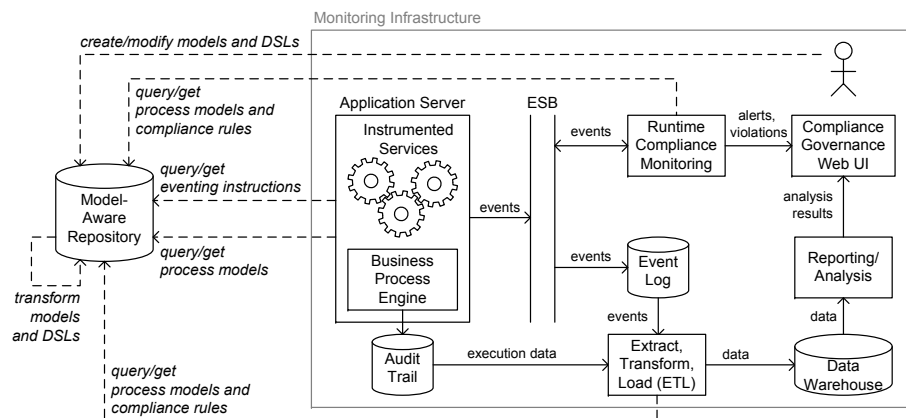 Monitoring Infrastructure
create/modify models and DSLs
query/get
process models and
compliance rules
Application Server
ESB
Instrumented
Services
events
Runtime
Compliance
Monitoring
alerts,
violations
Compliance
Governance
Web UI
query/get
eventing instructions
Model-
Aware
Repository
events
analysis
results
query/get
process models
Business
Process
Engine
events
Event
Log
Reporting/
Analysis
transform
models
and DSLs
events
data
Audit
Trail
execution data
Extract,
Transform,
Load (ETL)
data
Data
Warehouse
query/get
process models and
compliance rules